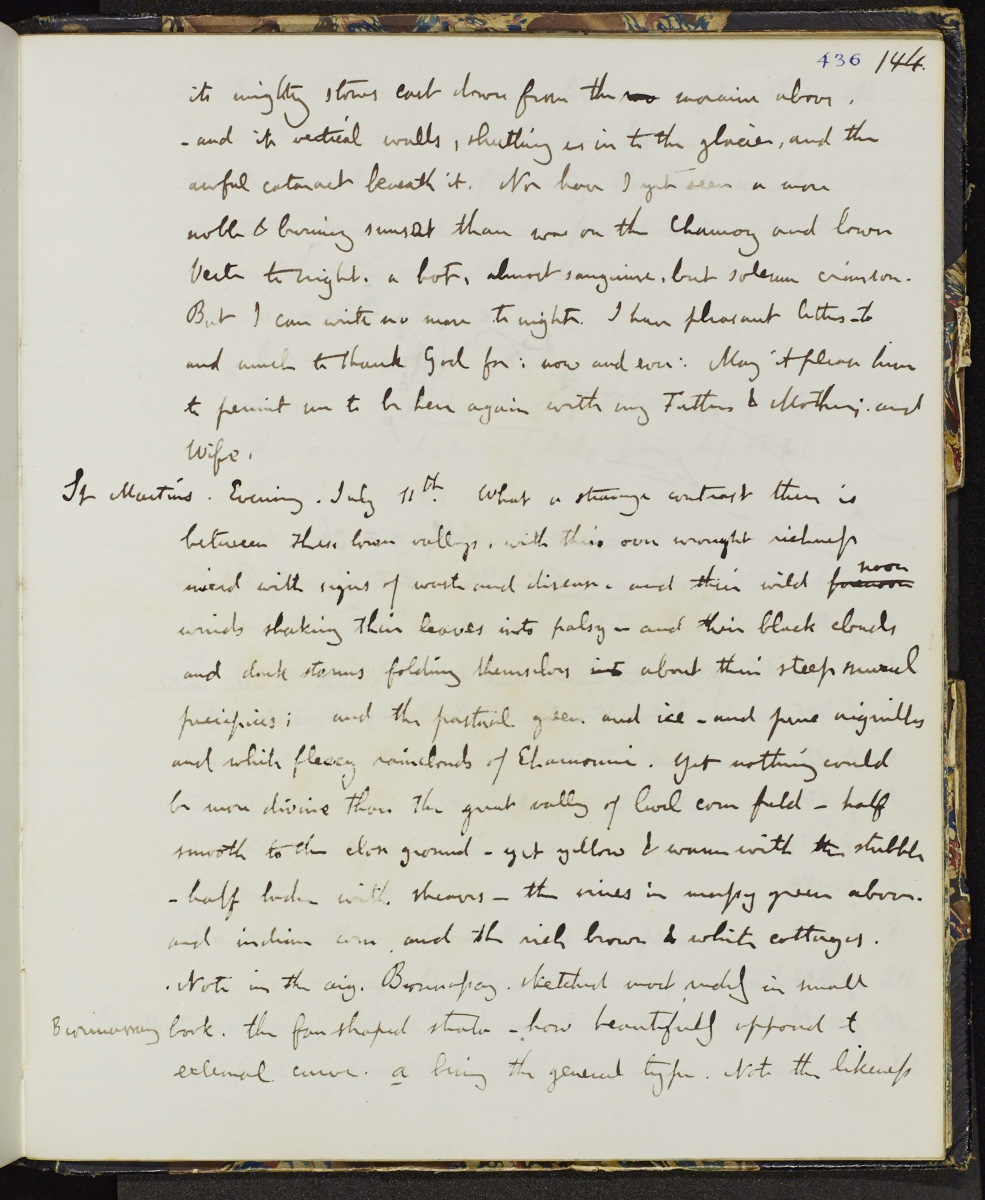 436 144.
its mighty stones cast down from the moraine above.
- and its vertical walls, shutting us in to the glacier, and the
awful cataract beneath it. Nor have I yet seen a more
noble & burning sunset than was on the Chamony and lower
Verte to night. a hot, almost sanguine, but solemn crimson.
But I can write no more to night. I have pleasant letters - to
and much to thank God for: now and ever: May it please him
to permit me to be here again with my Father & Mother; and
Wife.
St Martins. Evening. July 11th. What a strange contrast there is
between these lower valleys, with their over wrought richness
mixed with signs of waste and disease. and their wild forenoon noon
winds shaking their leaves into palsy - and their black clouds
and dark storms folding themselves about their steep mural
precipices; and the pastoral green. and ice - and pure aiguilles
and white fleecy rainclouds of Chamouni. Yet nothing could
be more divine than the great valley of level corn field - half
smooth to the close ground - yet yellow & warm with the stubble
- half laden with sheaves - the vines in mossy green above.
and indian corn and the rich brown & white cottages.
Note in the aig. sketched most rudely in small
book. the fan shaped strata - how beautifully opposed t
external curve. a being the general type. Note the likeness